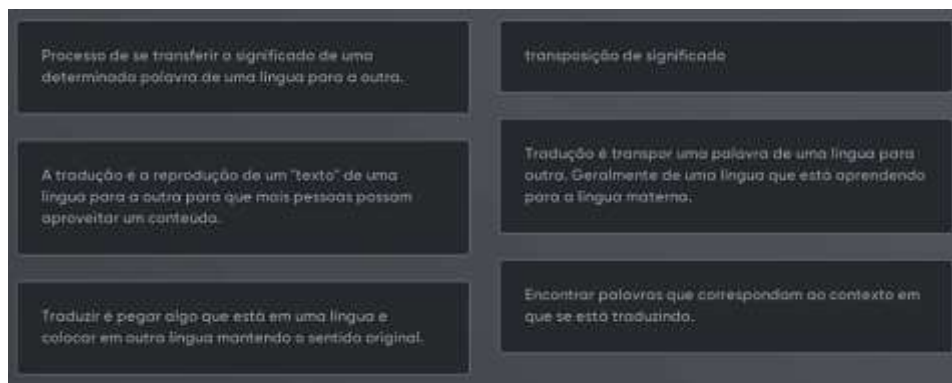 Processo de se transferir o significado de uma
determinada palavra de uma língua para a outra.
A tradução é a reprodução de um "texto" de uma
língua para a outra para que mais pessoas possam
aproveitar um conteúdo.
Traduzir é pegar algo que está em uma língua e
colocar em outra língua mantendo o sentido original.
transposição de significado
Tradução é transpor uma palavra de uma língua para
outra. Geralmente de uma língua que está aprendendo
para a língua materna.
Encontrar palavras que correspondam ao contexto em
que se está traduzindo.